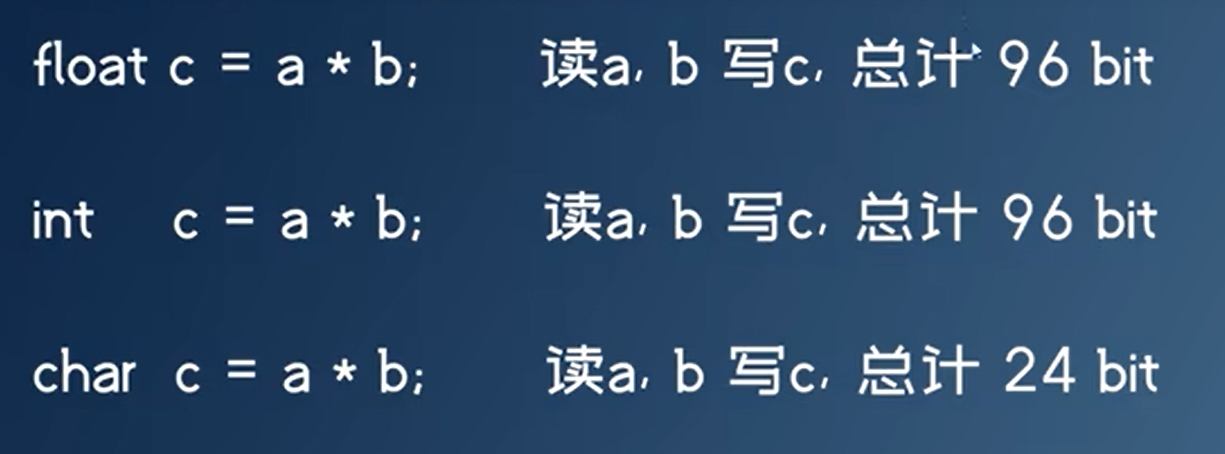 float c = a * b; 读a, b 写c, 总计 96 bit
int c = a * b; 读a, b 写c, 总计 96 bit
char c = a * b; 读a, b 写c, 总计 24 bit